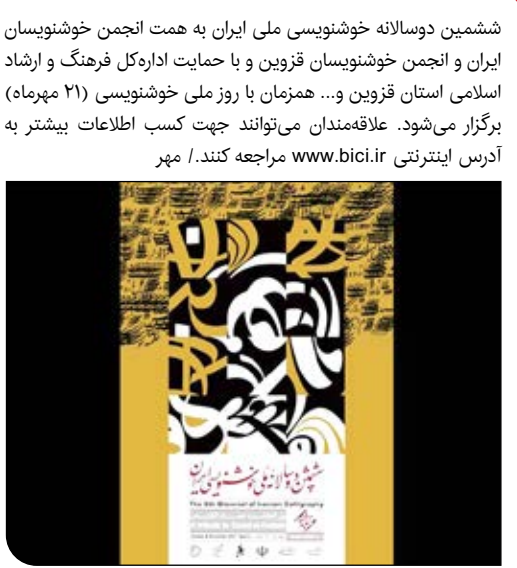 ششمین دوسالانه خوشنویسی ملی ایران به همت انجمن خوشنویسان
ایران و انجمن خوشنویسان قزوین و با حمایت اداره‌کل فرهنگ و ارشاد
اسلامی استان قزوین و... همزمان با روز ملی خوشنویسی (۲۱ مهرماه)
برگزار می‌شود. علاقه‌مندان می‌توانند جهت کسب اطلاعات بیشتر به
آدرس اینترنتی www.bici.ir مراجعه کنند./ مهر
ششمین دوسالانه ملی خوشنویسی ایران
The 6th Biennial of Iranian Calligraphy